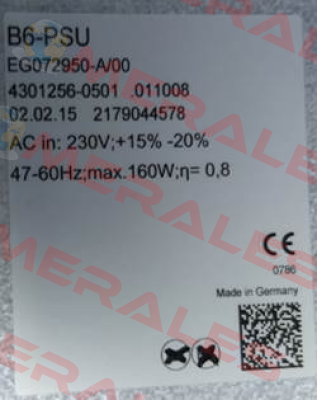 B6-PSU
EG072950-A/00
4301256-0501 .011008
02.02.15 2179044578
AC in: 230V;+15% -20%
47-60Hz;max.160W;η= 0,8
CE
0786
Made in Germany
MERALES